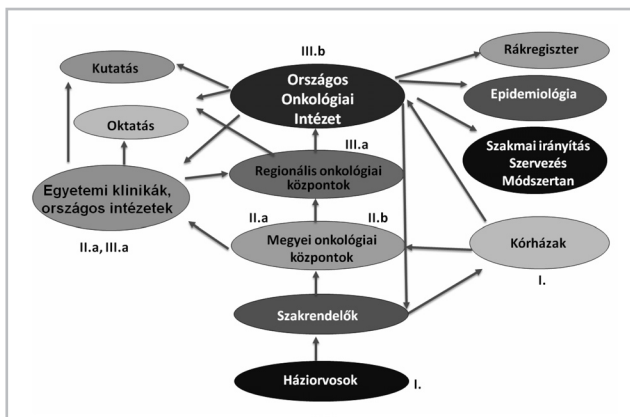 III.b
Kutatás
Országos
Onkológiai
Intézet
Rákregiszter
Epidemiológia
Oktatás
III.a
Szakmai irányítás
Szervezés
Módszertan
Regionális onkológiai
központok
Egyetemi klinikák,
országos intézetek
II.a
II.b
Megyei onkológiai
központok
Kórházak
II.a, III.a
I.
Szakrendelők
Háziorvosok
I.